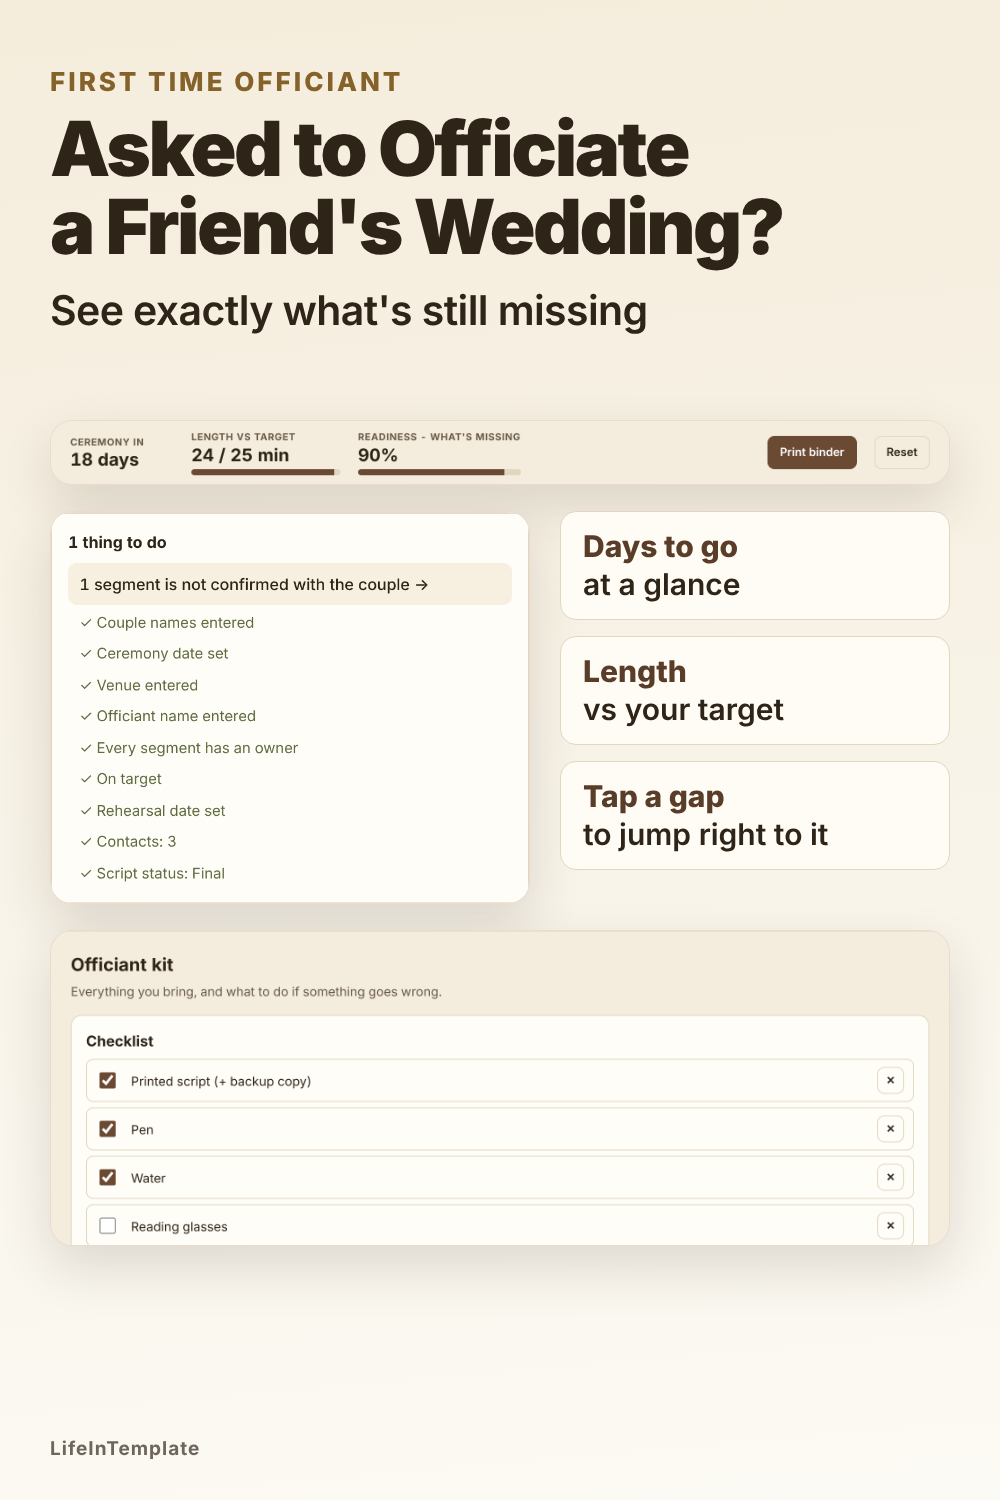 FIRST TIME OFFICIANT
Asked to Officiate
a Friend's Wedding?
See exactly what's still missing
CEREMONY IN
18 days
LENGTH VS TARGET
24 / 25 min
READINESS - WHAT'S MISSING
90%
Print binder
Reset
1 thing to do
1 segment is not confirmed with the couple →
✓ Couple names entered
✓ Ceremony date set
✓ Venue entered
✓ Officiant name entered
✓ Every segment has an owner
✓ On target
✓ Rehearsal date set
✓ Contacts: 3
✓ Script status: Final
Days to go
at a glance
Length
vs your target
Tap a gap
to jump right to it
Officiant kit
Everything you bring, and what to do if something goes wrong.
Checklist
Printed script (+ backup copy)
×
Pen
×
Water
×
Reading glasses
×
LifeInTemplate